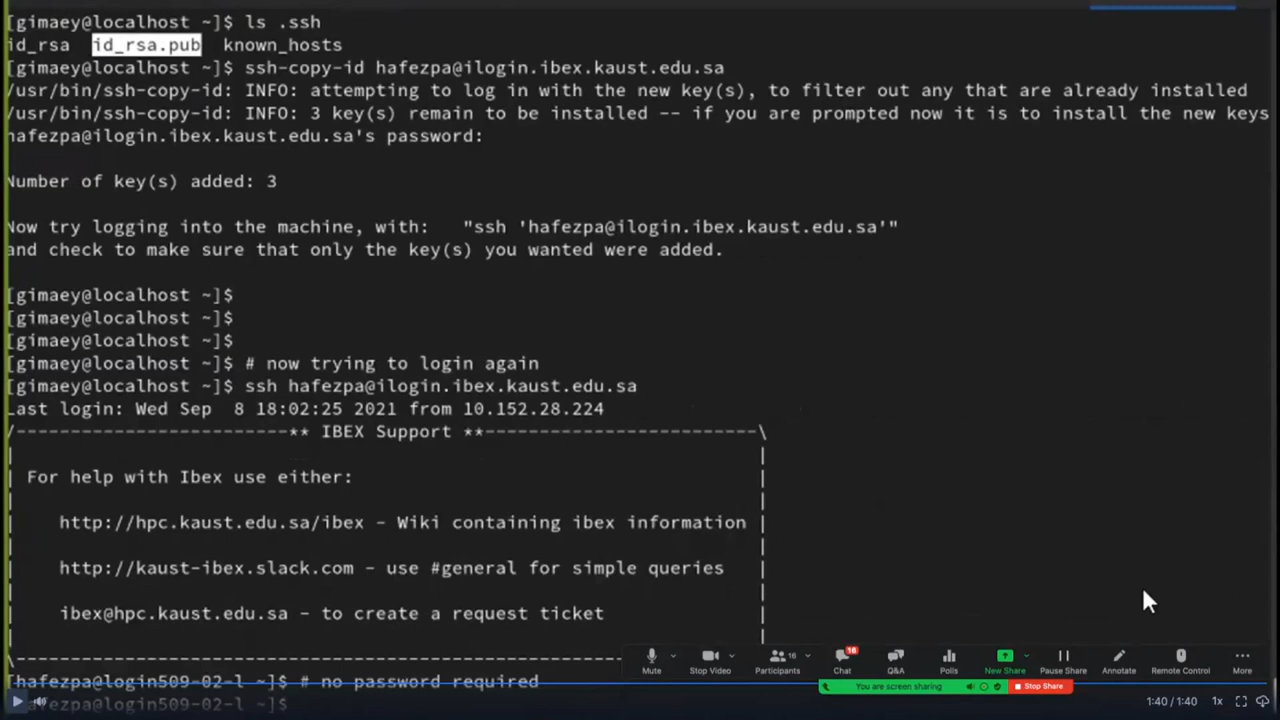 [gimaey@localhost ~]$ ls .ssh
id_rsa  id_rsa.pub  known_hosts
[gimaey@localhost ~]$ ssh-copy-id hafezpa@ilogin.ibex.kaust.edu.sa
/usr/bin/ssh-copy-id: INFO: attempting to log in with the new key(s), to filter out any that are already installed
/usr/bin/ssh-copy-id: INFO: 3 key(s) remain to be installed -- if you are prompted now it is to install the new keys
hafezpa@ilogin.ibex.kaust.edu.sa's password:
Number of key(s) added: 3
Now try logging into the machine, with:   "ssh 'hafezpa@ilogin.ibex.kaust.edu.sa'"
and check to make sure that only the key(s) you wanted were added.
[gimaey@localhost ~]$
[gimaey@localhost ~]$
[gimaey@localhost ~]$
[gimaey@localhost ~]$ # now trying to login again
[gimaey@localhost ~]$ ssh hafezpa@ilogin.ibex.kaust.edu.sa
Last login: Wed Sep  8 18:02:25 2021 from 10.152.28.224
/-------------------------** IBEX Support **-------------------------\
For help with Ibex use either:
http://hpc.kaust.edu.sa/ibex - Wiki containing ibex information
http://kaust-ibex.slack.com - use #general for simple queries
ibex@hpc.kaust.edu.sa - to create a request ticket
[hafezpa@login509-02-l ~]$ # no password required
[hafezpa@login509-02-l ~]$
16 16
Mute Stop Video Participants Chat Q&A Polls New Share Pause Share Annotate Remote Control More
You are screen sharing Stop Share
1:40 / 1:40 1x